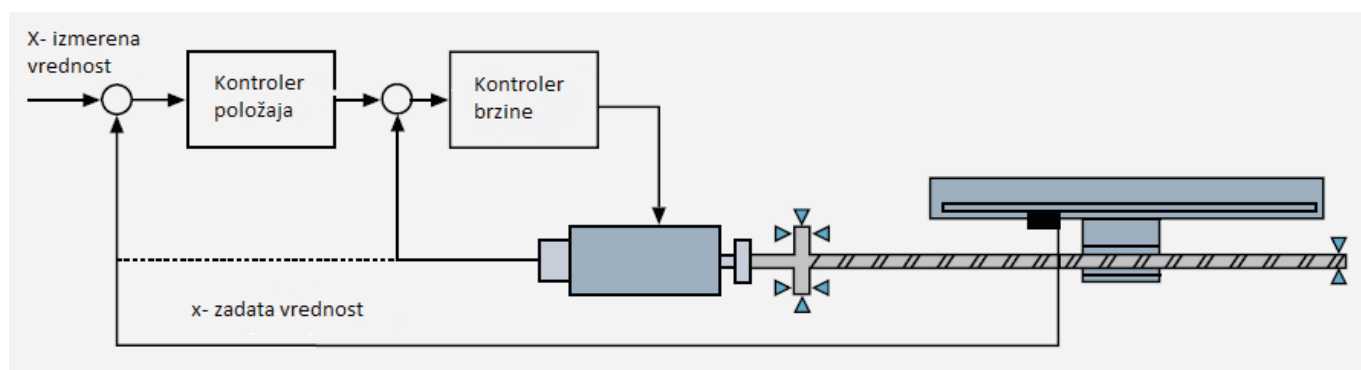 X- izmerena
vrednost
Kontroler
položaja
Kontroler
brzine
x- zadata vrednost